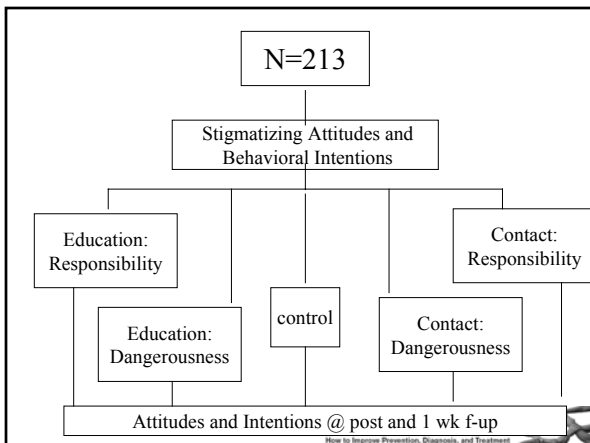 N=213
Stigmatizing Attitudes and
Behavioral Intentions
Education:
Responsibility
Contact:
Responsibility
Education:
Dangerousness
control
Contact:
Dangerousness
Attitudes and Intentions @ post and 1 wk f-up
How to Improve Prevention, Diagnosis, and Treatment